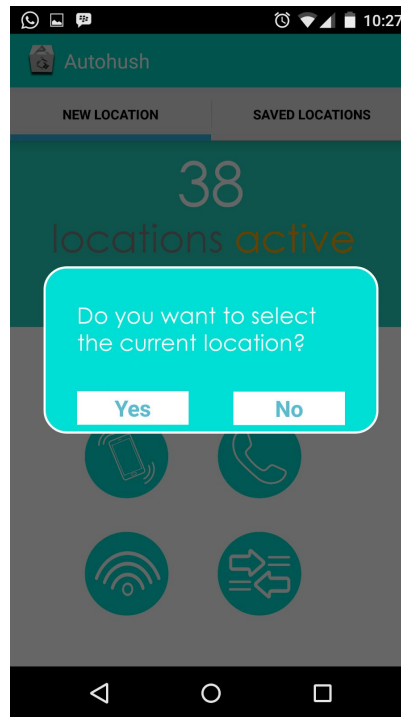 10:27
Autohush
NEW LOCATION
SAVED LOCATIONS
38
locations active
Do you want to select
the current location?
Yes
No